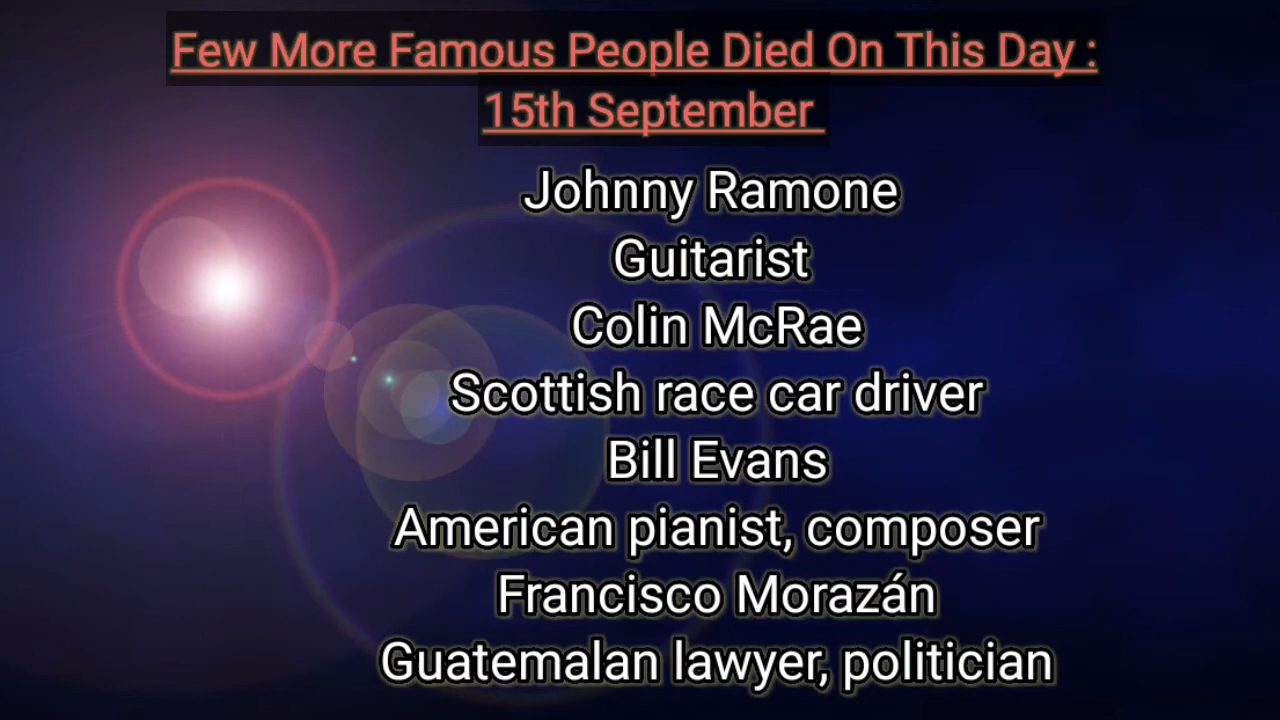 Few More Famous People Died On This Day :
15th September
Johnny Ramone
Guitarist
Colin McRae
Scottish race car driver
Bill Evans
American pianist, composer
Francisco Morazán
Guatemalan lawyer, politician